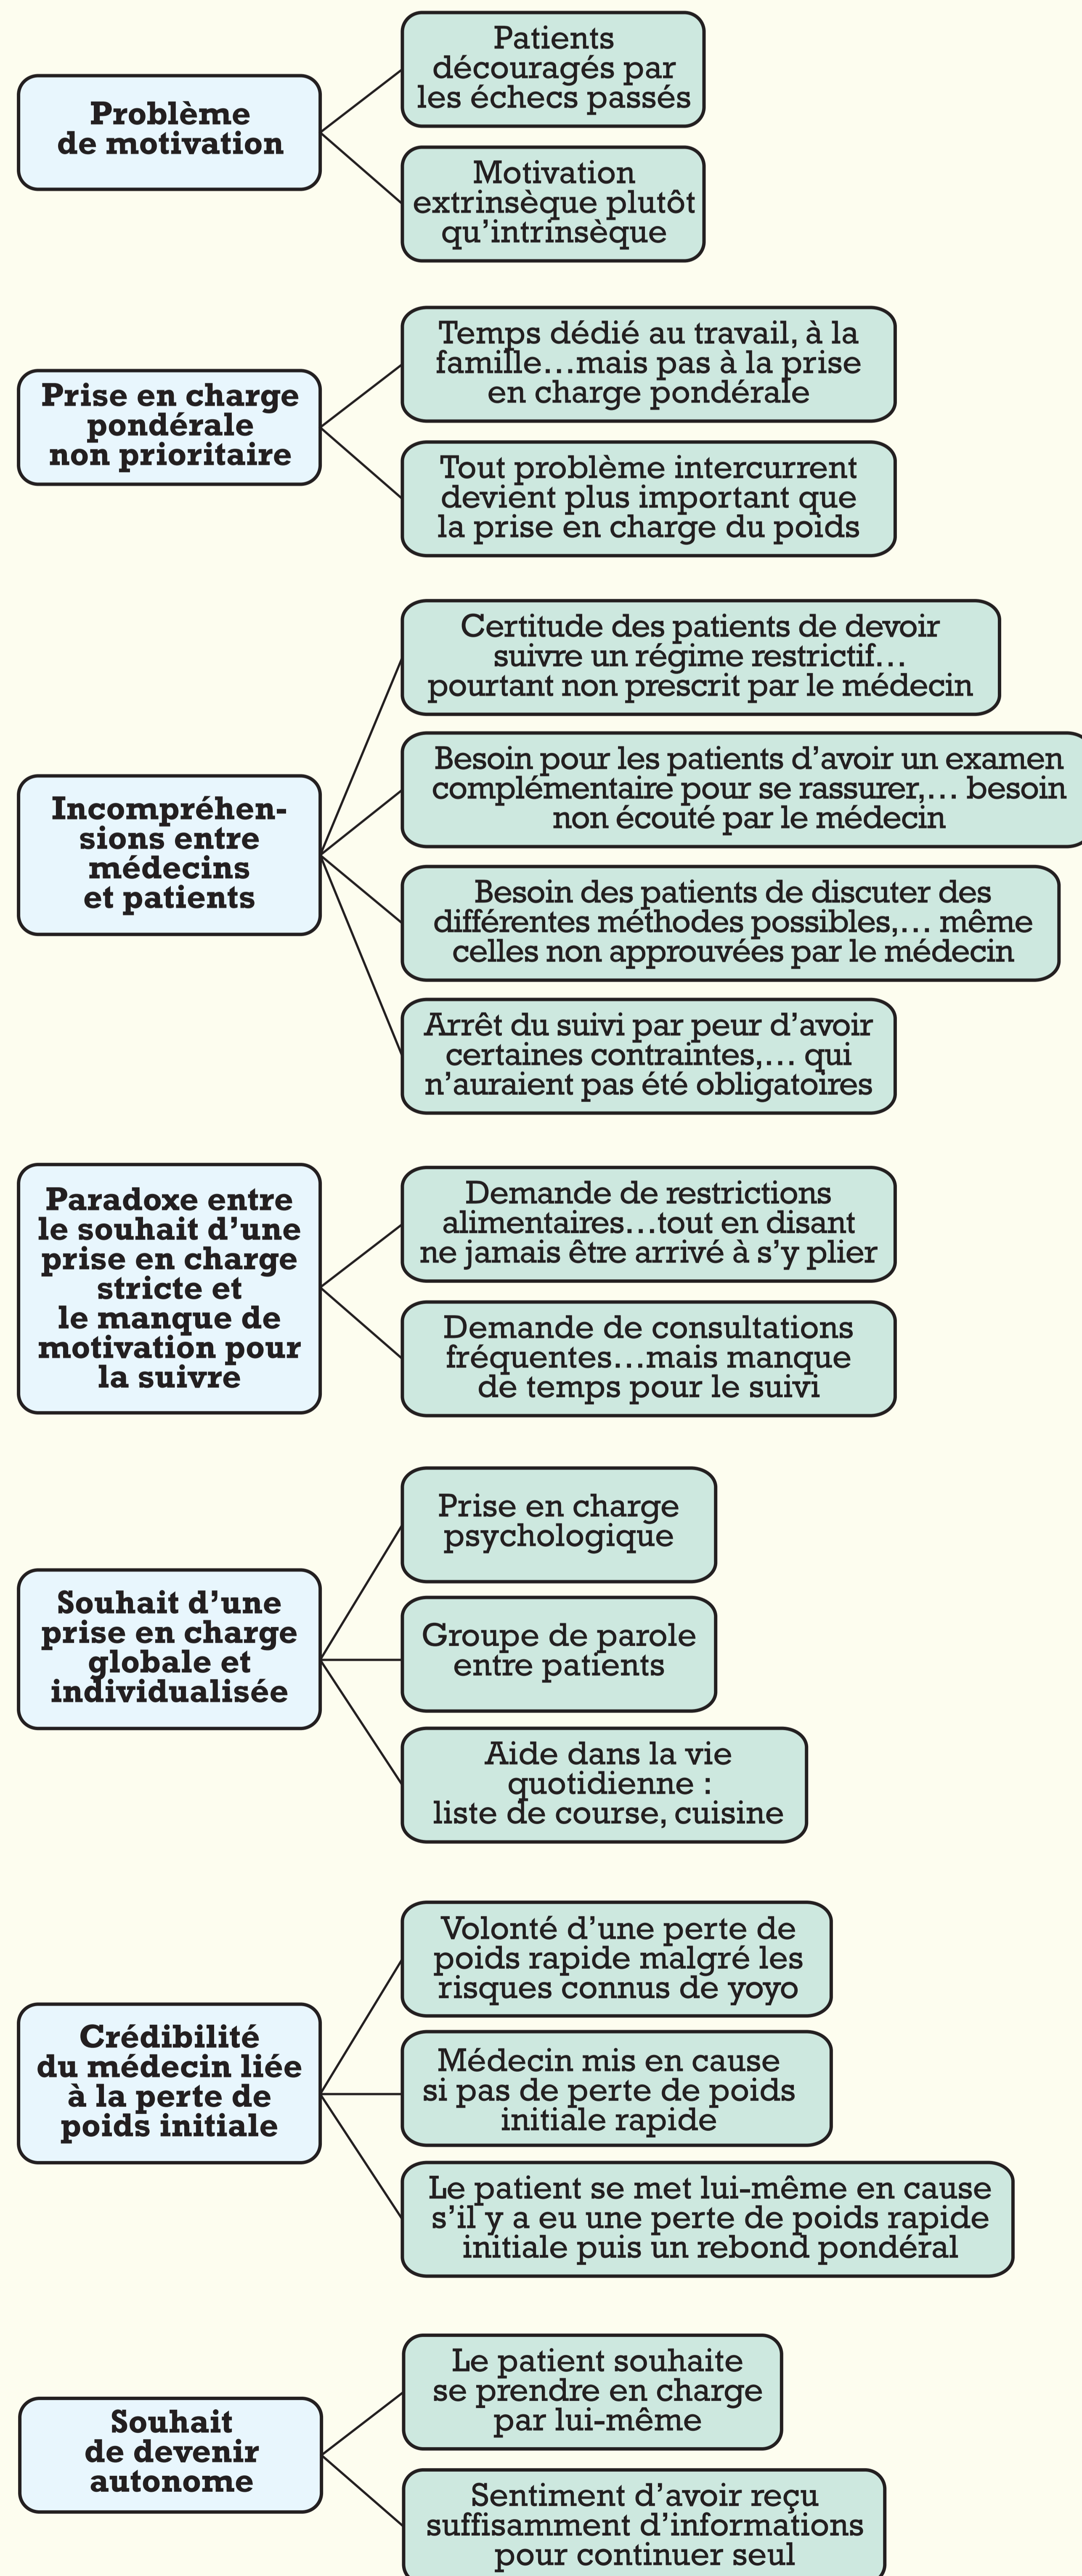 Problème
de motivation
Patients
découragés par
les échecs passés
Motivation
extrinsèque plutôt
qu’intrinsèque
Prise en charge
pondérale
non prioritaire
Temps dédié au travail, à la
famille…mais pas à la prise
en charge pondérale
Tout problème intercurrent
devient plus important que
la prise en charge du poids
Incompréhen-
sions entre
médecins
et patients
Certitude des patients de devoir
suivre un régime restrictif…
pourtant non prescrit par le médecin
Besoin pour les patients d’avoir un examen
complémentaire pour se rassurer,… besoin
non écouté par le médecin
Besoin des patients de discuter des
différentes méthodes possibles,… même
celles non approuvées par le médecin
Arrêt du suivi par peur d’avoir
certaines contraintes,… qui
n’auraient pas été obligatoires
Paradoxe entre
le souhait d’une
prise en charge
stricte et
le manque de
motivation pour
la suivre
Demande de restrictions
alimentaires…tout en disant
ne jamais être arrivé à s’y plier
Demande de consultations
fréquentes…mais manque
de temps pour le suivi
Souhait d’une
prise en charge
globale et
individualisée
Prise en charge
psychologique
Groupe de parole
entre patients
Aide dans la vie
quotidienne :
liste de course, cuisine
Crédibilité
du médecin liée
à la perte de
poids initiale
Volonté d’une perte de
poids rapide malgré les
risques connus de yoyo
Médecin mis en cause
si pas de perte de poids
initiale rapide
Le patient se met lui-même en cause
s’il y a eu une perte de poids rapide
initiale puis un rebond pondéral
Souhait
de devenir
autonome
Le patient souhaite
se prendre en charge
par lui-même
Sentiment d’avoir reçu
suffisamment d’informations
pour continuer seul